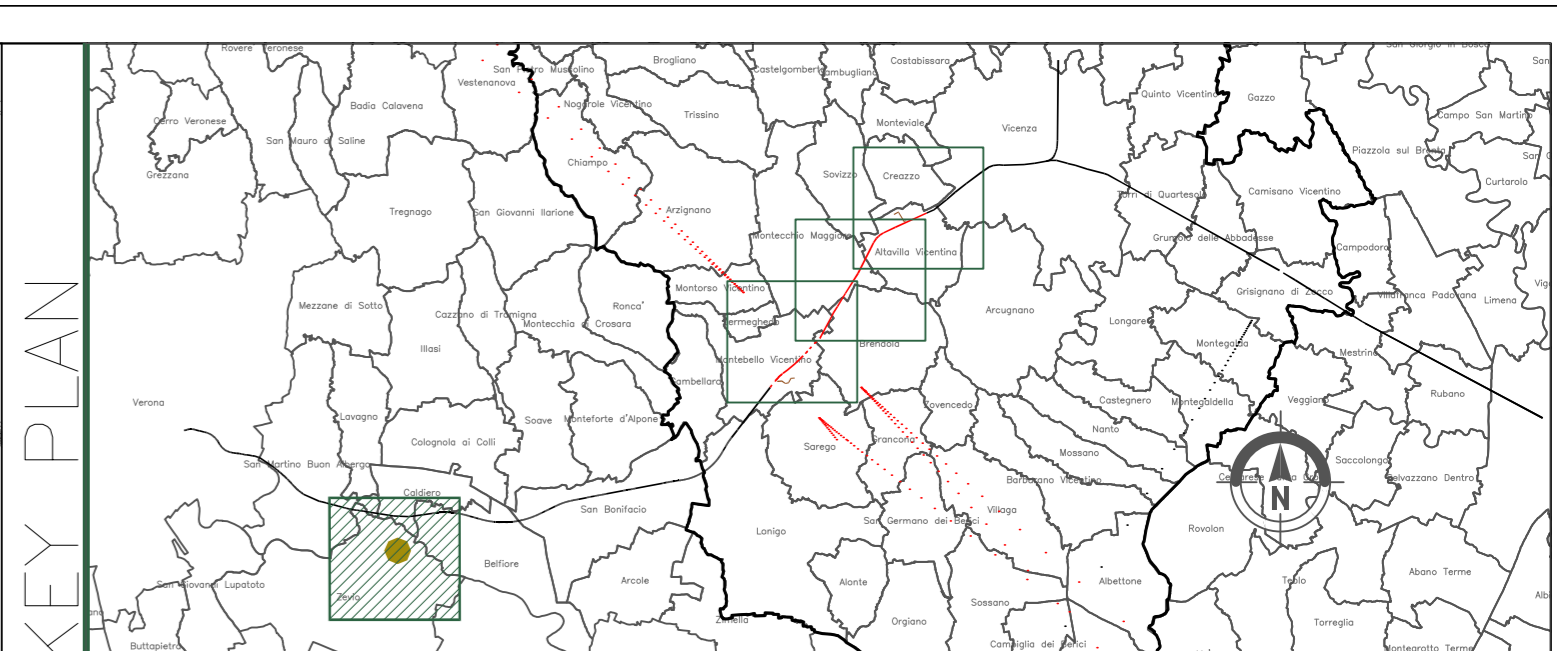 KEY PLAN
Rovere Veronese
San Pietro Mussolino
Brogliano
Castelgomberto
Gambugliano
Costabissara
San Giorgio in Bosco
Vestenanova
Badia Calavena
Nogarole Vicentino
Trissino
Quinto Vicentino
Gazzo
Cerro Veronese
San Mauro di Saline
Monteviale
Vicenza
Campo San Martino
Piazzola sul Brenta
Grezzana
Chiampo
Sovizzo
Creazzo
Curtarolo
Torri di Quartesolo
Camisano Vicentino
Tregnago
San Giovanni Ilarione
Arzignano
Montecchio Maggiore
Altavilla Vicentina
Grumolo delle Abbadesse
Campodoro
Mezzane di Sotto
Ronca'
Montorso Vicentino
Grisignano di Zocco
Villafranca Padovana
Limena
Cazzano di Tramigna
Montecchia di Crosara
Zermeghedo
Arcugnano
Longare
Illasi
Montebello Vicentino
Brendola
Montegalda
Mestrino
Gambellara
Rubano
Verona
Lavagno
Soave
Monteforte d'Alpone
Zovencedo
Castegnero
Montegaldella
Veggiano
Colognola ai Colli
Sarego
Grancona
Nanto
Mossano
San Martino Buon Albergo
Saccolongo
Selvazzano Dentro
Caldiero
San Bonifacio
Barbarano Vicentino
N
Villaga
San Germano dei Berici
Lonigo
Rovolon
Belfiore
Arcole
Alonte
Albettone
Teolo
Abano Terme
San Giovanni Lupatoto
Zevio
Sossano
Zimella
Orgiano
Torreglia
Buttapietra
Campiglia dei Berici
Montegrotto Terme